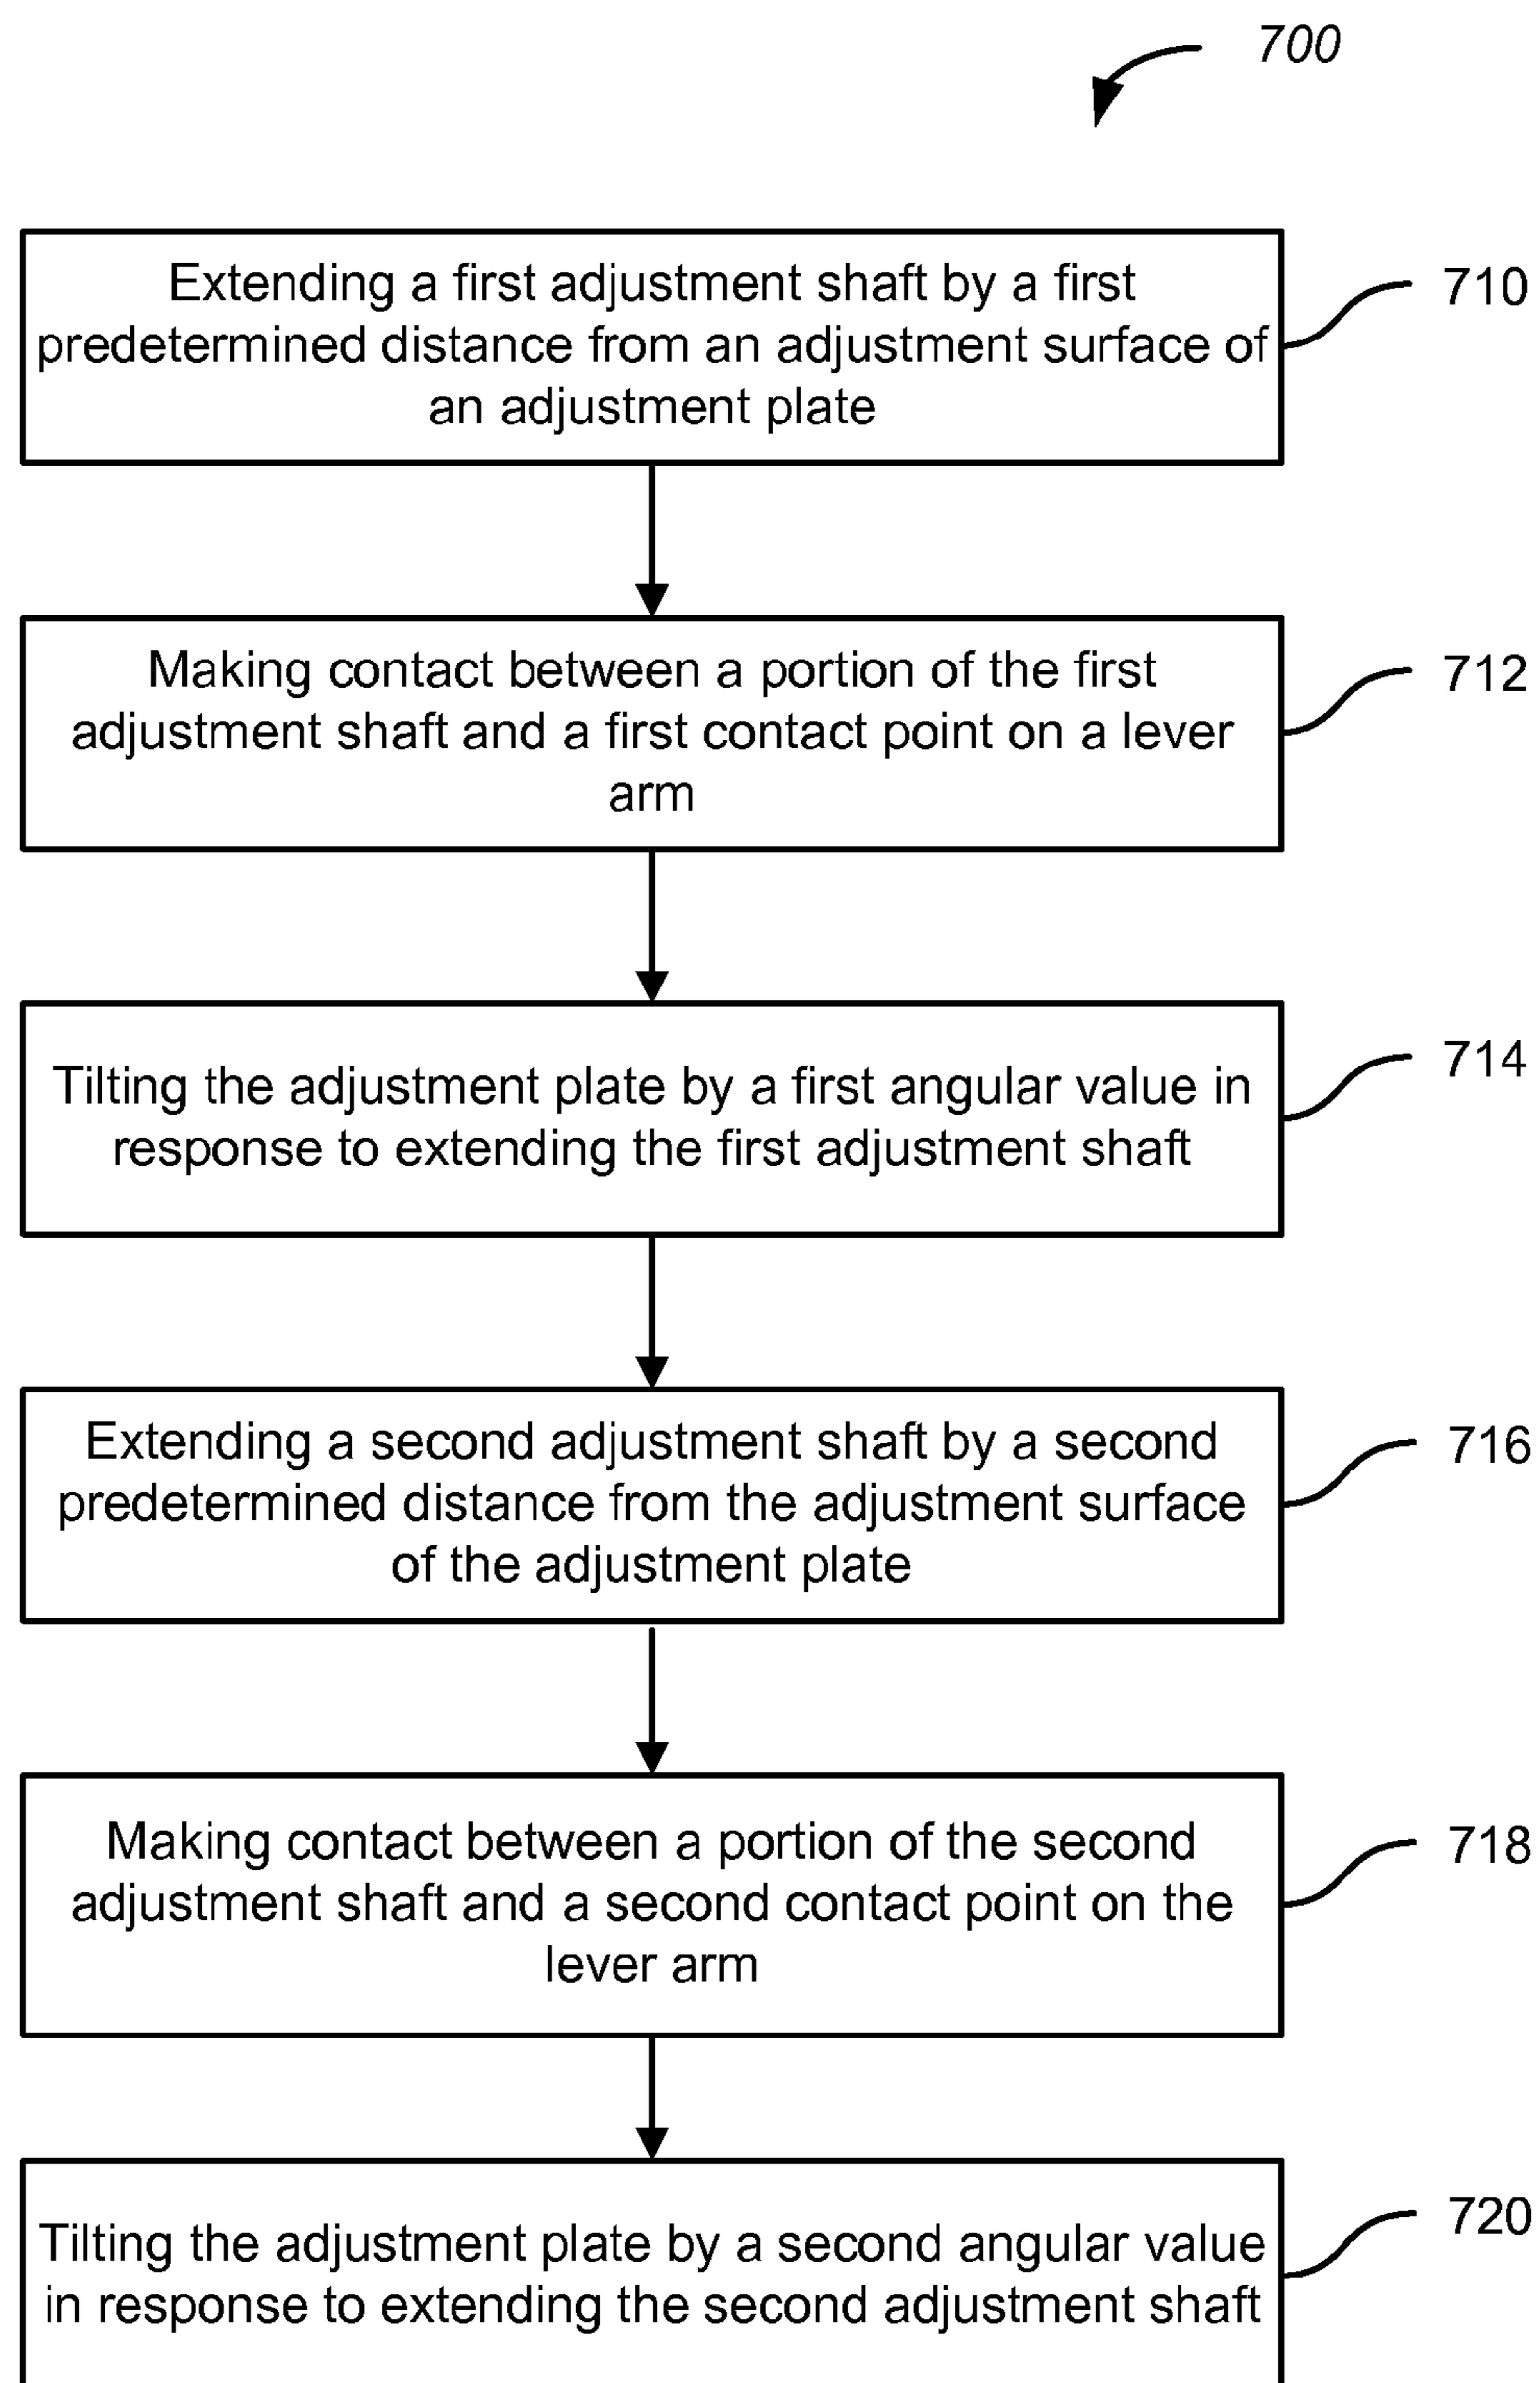 700
Extending a first adjustment shaft by a first
predetermined distance from an adjustment surface of
an adjustment plate
710
Making contact between a portion of the first
adjustment shaft and a first contact point on a lever
arm
712
Tilting the adjustment plate by a first angular value in
response to extending the first adjustment shaft
714
Extending a second adjustment shaft by a second
predetermined distance from the adjustment surface
of the adjustment plate
716
Making contact between a portion of the second
adjustment shaft and a second contact point on the
lever arm
718
Tilting the adjustment plate by a second angular value
in response to extending the second adjustment shaft
720